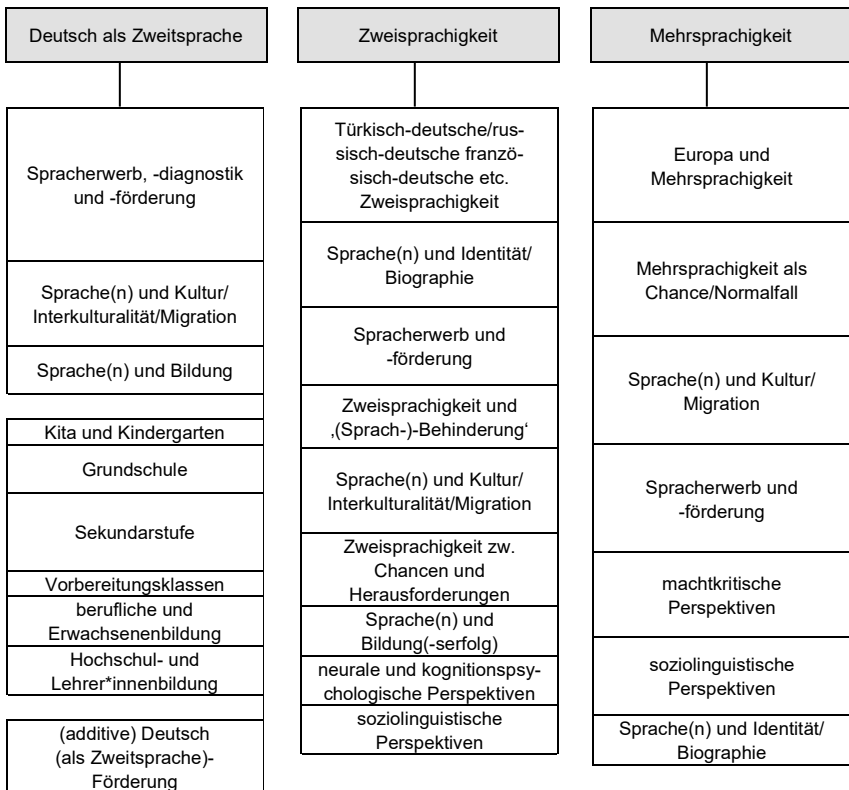 Deutsch als Zweitsprache
Spracherwerb, -diagnostik
und -förderung
Sprache(n) und Kultur/
Interkulturalität/Migration
Sprache(n) und Bildung
Kita und Kindergarten
Grundschule
Sekundarstufe
Vorbereitungsklassen
berufliche und
Erwachsenenbildung
Hochschul- und
Lehrer*innenbildung
(additive) Deutsch
(als Zweitsprache)-
Förderung
Zweisprachigkeit
Türkisch-deutsche/rus-
sisch-deutsche franzö-
sisch-deutsche etc.
Zweisprachigkeit
Sprache(n) und Identität/
Biographie
Spracherwerb und
-förderung
Zweisprachigkeit und
‚(Sprach-)-Behinderung‘
Sprache(n) und Kultur/
Interkulturalität/Migration
Zweisprachigkeit zw.
Chancen und
Herausforderungen
Sprache(n) und
Bildung(-serfolg)
neurale und kognitionspsy-
chologische Perspektiven
soziolinguistische
Perspektiven
Mehrsprachigkeit
Europa und
Mehrsprachigkeit
Mehrsprachigkeit als
Chance/Normalfall
Sprache(n) und Kultur/
Migration
Spracherwerb und
-förderung
machtkritische
Perspektiven
soziolinguistische
Perspektiven
Sprache(n) und Identität/
Biographie